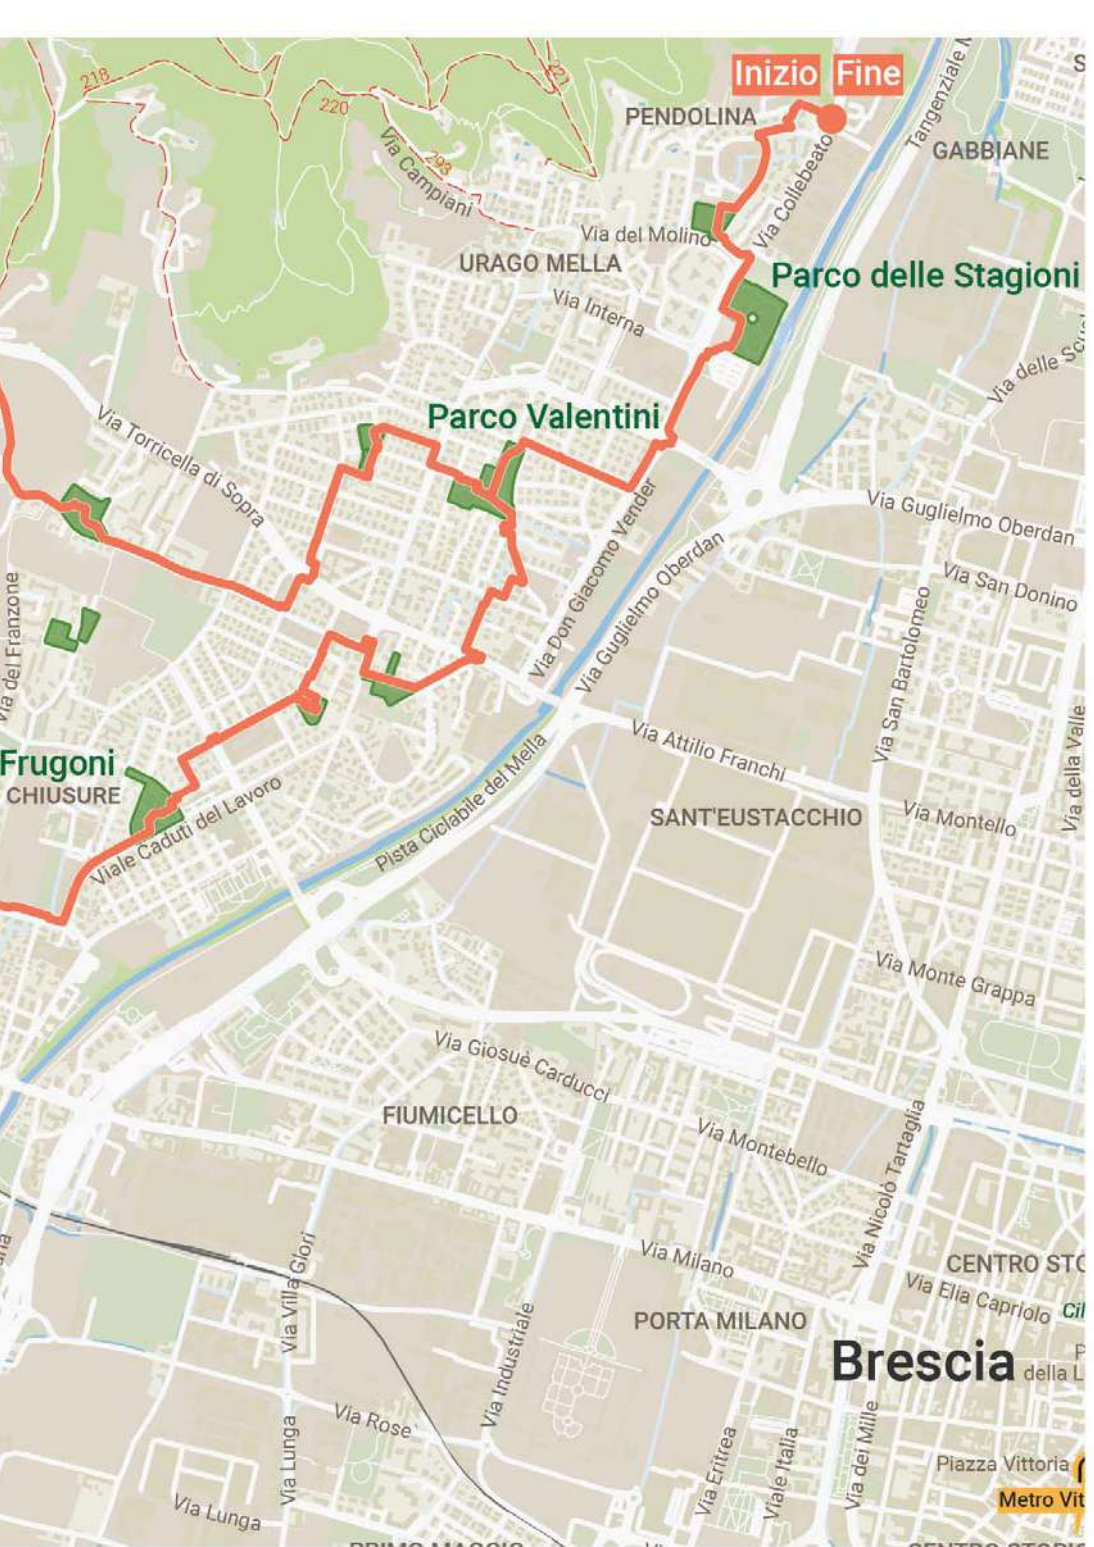 Inizio Fine
218
220
221
293
PENDOLINA
GABBIANE
Tangenziale
Via Campiani
Via Collebeato
Via del Molino
URAGO MELLA
Parco delle Stagioni
Via Interna
Via delle
Parco Valentini
Via Torricella di Sopra
Via Guglielmo Oberdan
Via Don Giacomo Vender
Via Guglielmo Oberdan
Via San Donino
Via San Bartolomeo
Via del Franzone
Via Attilio Franchi
Via della Valle
Frugoni
CHIUSURE
Viale Caduti del Lavoro
Pista Ciclabile del Mella
SANT'EUSTACCHIO
Via Montello
Via Monte Grappa
Via Giosuè Carducci
FIUMICELLO
Via Montebello
Via Nicolò Tartaglia
Via Villa Glori
Via Milano
CENTRO STO
Via Elia Capriolo
Cil
PORTA MILANO
Brescia
della L
Via Industriale
Via Rose
Via Lunga
Via Lunga
Via Eritrea
Viale Italia
Via dei Mille
Piazza Vittoria
Metro Vit